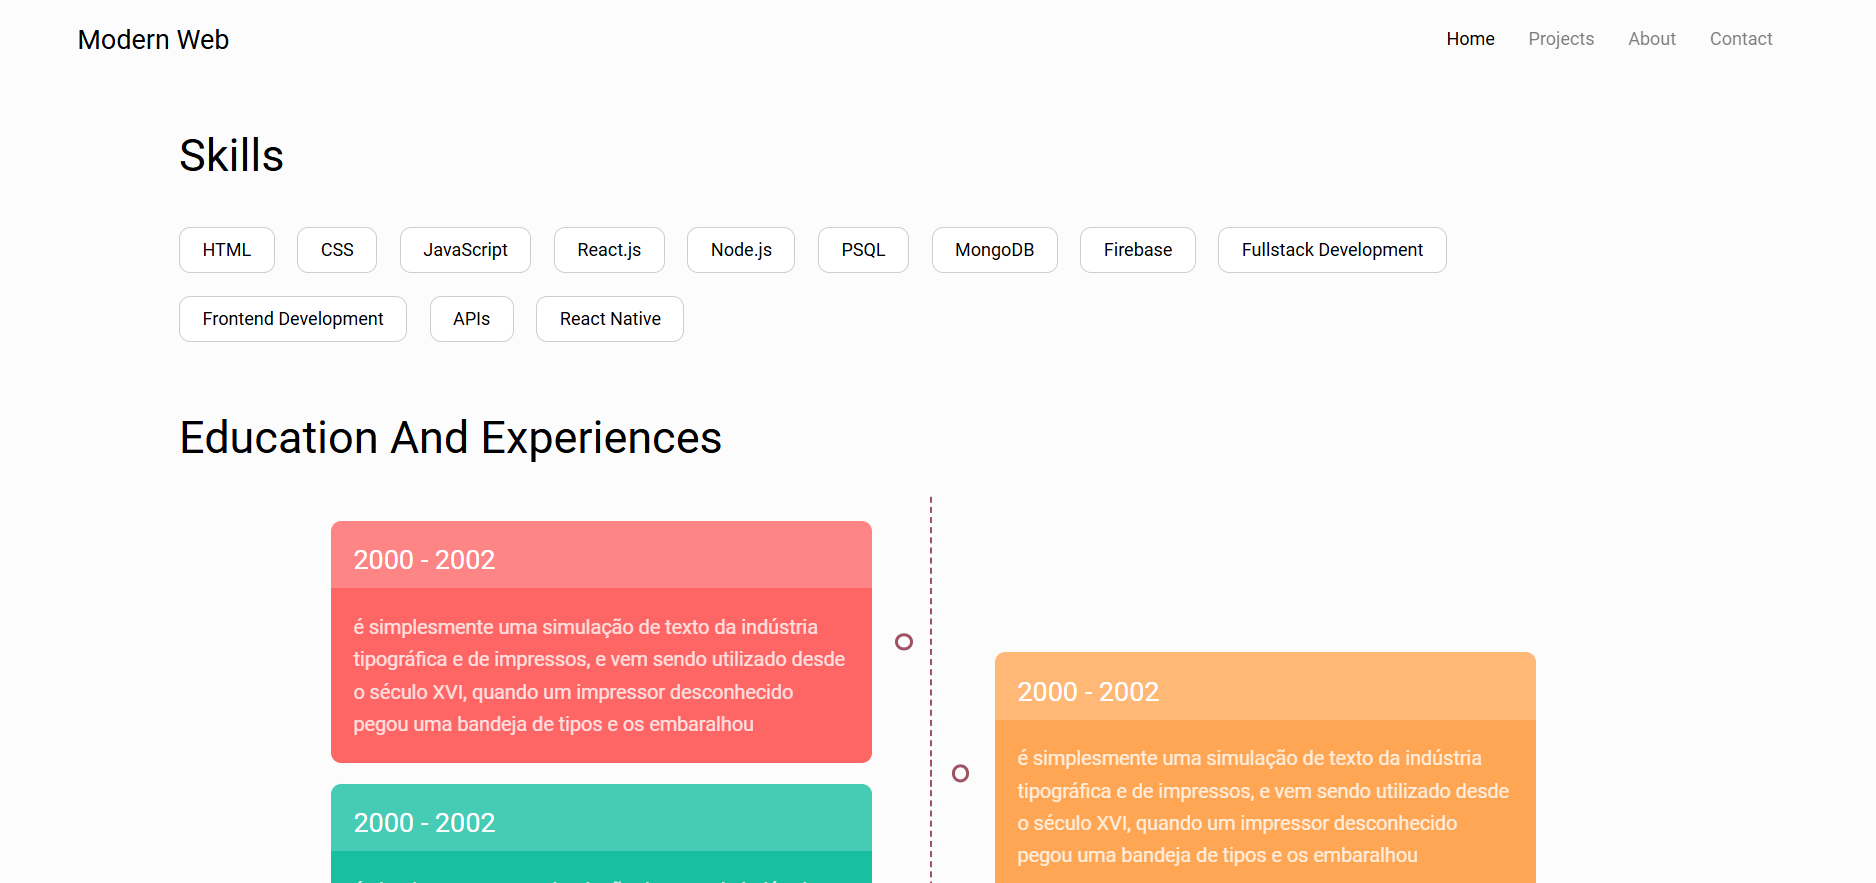 Modern Web
Home Projects About Contact
Skills
HTML CSS JavaScript React.js Node.js PSQL MongoDB Firebase Fullstack Development
Frontend Development APIs React Native
Education And Experiences
2000 - 2002
é simplesmente uma simulação de texto da indústria
tipográfica e de impressos, e vem sendo utilizado desde
o século XVI, quando um impressor desconhecido
pegou uma bandeja de tipos e os embaralhou
2000 - 2002
é simplesmente uma simulação de texto da indústria
tipográfica e de impressos, e vem sendo utilizado desde
o século XVI, quando um impressor desconhecido
pegou uma bandeja de tipos e os embaralhou
2000 - 2002